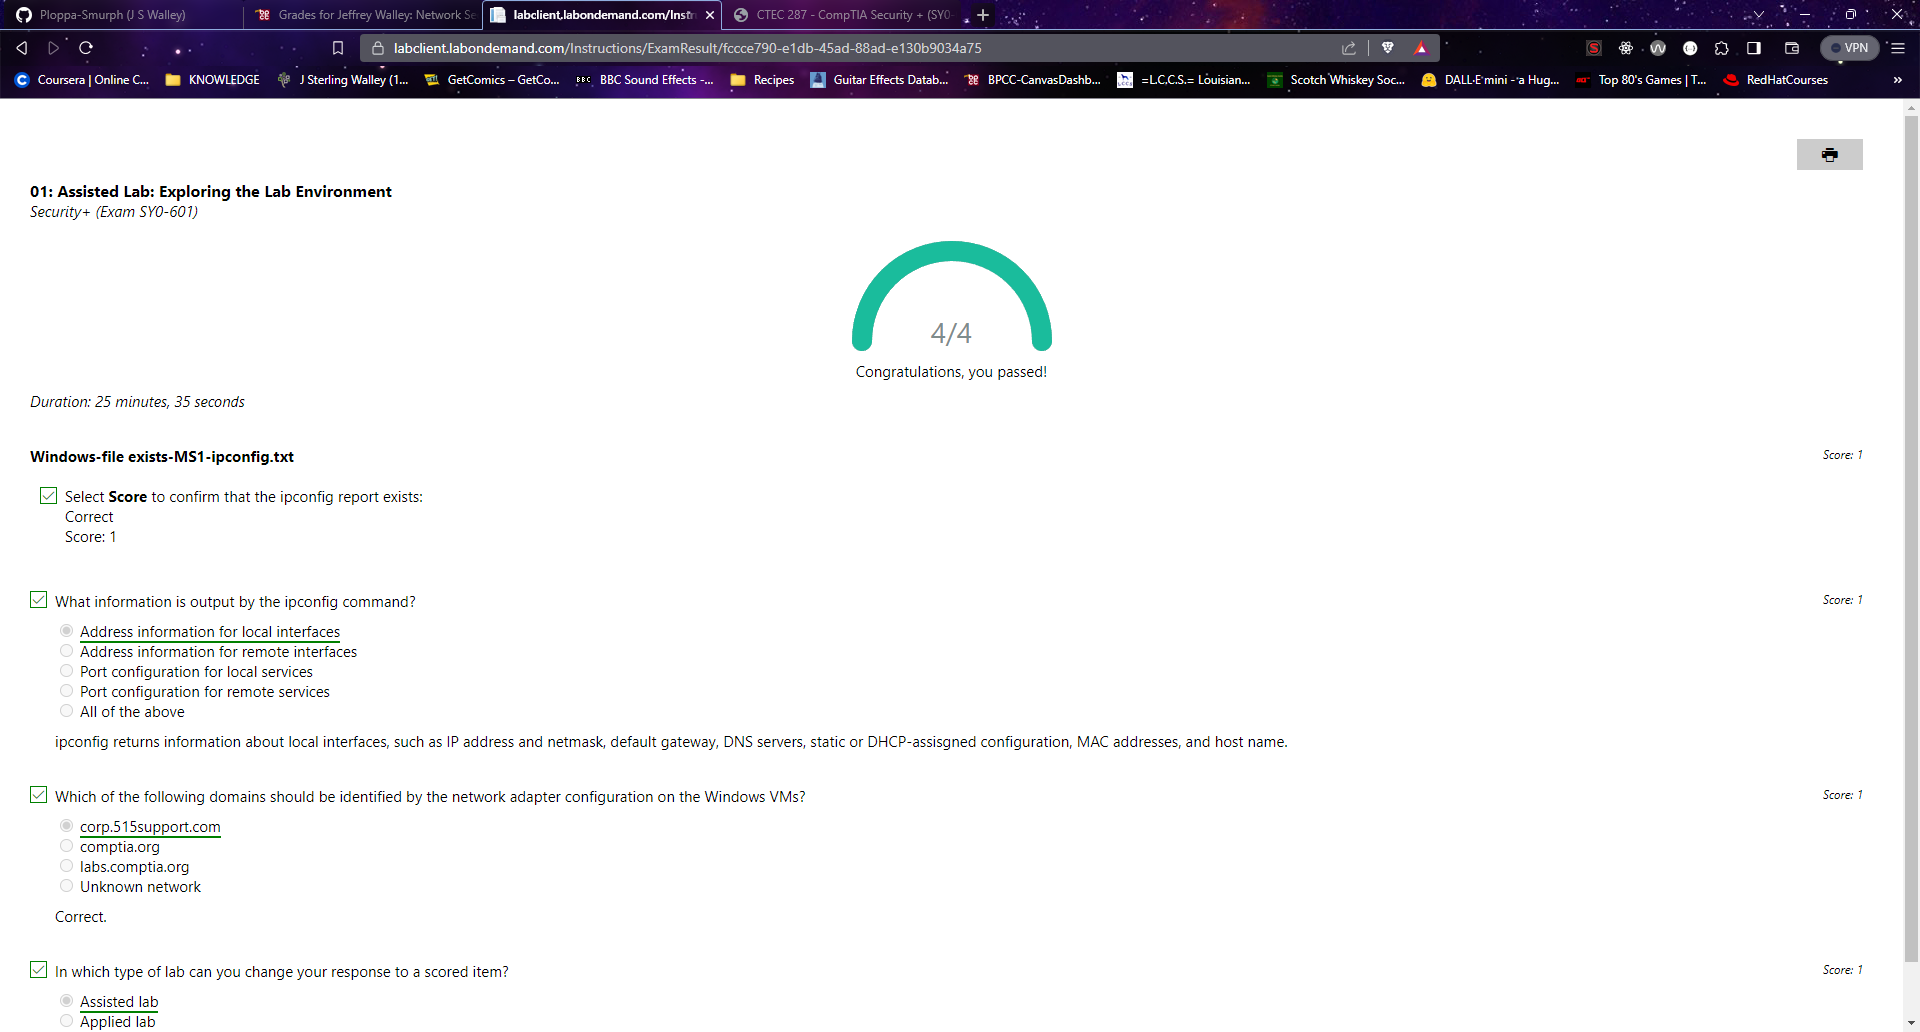 Ploppa-Smurph (J S Walley)
Grades for Jeffrey Walley: Network Se
labclient.labondemand.com/Instr
CTEC 287 - CompTIA Security + (SY0-
labclient.labondemand.com/Instructions/ExamResult/fccce790-e1db-45ad-88ad-e130b9034a75
VPN
Coursera | Online C...
KNOWLEDGE
J Sterling Walley (1...
GetComics – GetCo...
BBC Sound Effects -...
Recipes
Guitar Effects Datab...
BPCC-CanvasDashb...
=L.C,C.S.= Louisian...
Scotch Whiskey Soc...
DALL·E mini - a Hug...
Top 80's Games | T...
RedHatCourses
01: Assisted Lab: Exploring the Lab Environment
Security+ (Exam SY0-601)
4/4
Congratulations, you passed!
Duration: 25 minutes, 35 seconds
Windows-file exists-MS1-ipconfig.txt
Score: 1
Select Score to confirm that the ipconfig report exists:
Correct
Score: 1
What information is output by the ipconfig command?
Score: 1
Address information for local interfaces
Address information for remote interfaces
Port configuration for local services
Port configuration for remote services
All of the above
ipconfig returns information about local interfaces, such as IP address and netmask, default gateway, DNS servers, static or DHCP-assisgned configuration, MAC addresses, and host name.
Which of the following domains should be identified by the network adapter configuration on the Windows VMs?
Score: 1
corp.515support.com
comptia.org
labs.comptia.org
Unknown network
Correct.
In which type of lab can you change your response to a scored item?
Score: 1
Assisted lab
Applied lab